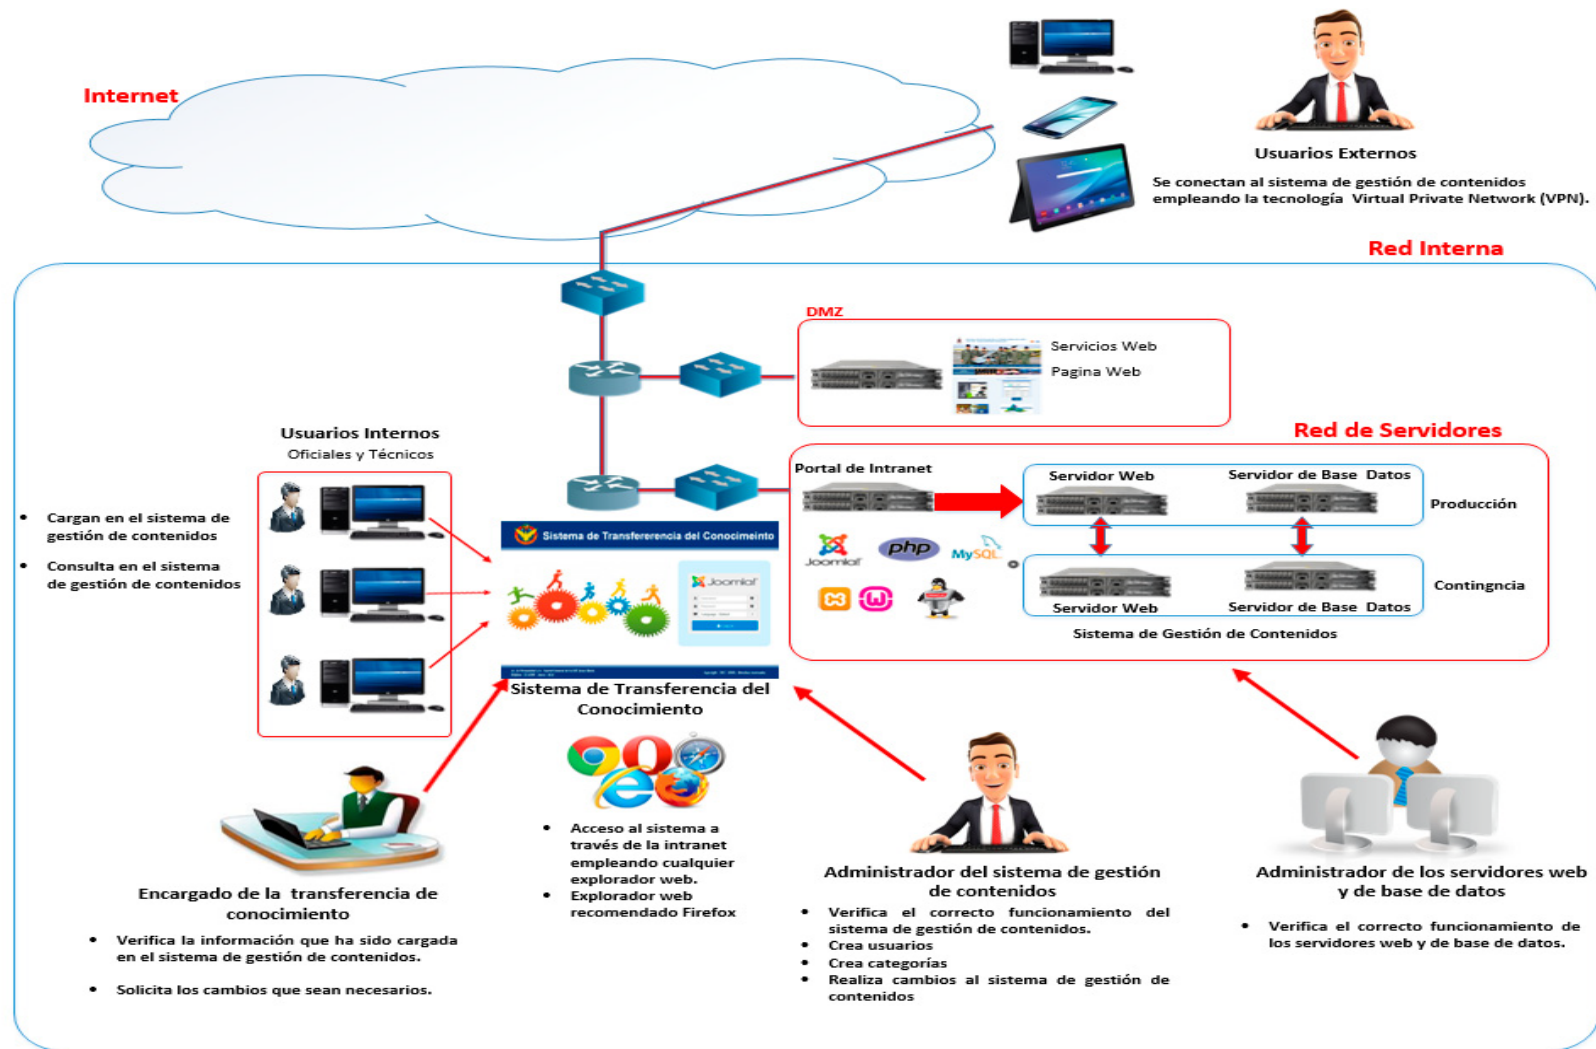 Internet
Usuarios Externos
Se conectan al sistema de gestión de contenidos
empleando la tecnología Virtual Private Network (VPN).
Red Interna
DMZ
Servicios Web
Pagina Web
Usuarios Internos
Oficiales y Técnicos
• Cargan en el sistema de
gestión de contenidos
• Consulta en el sistema
de gestión de contenidos
Red de Servidores
Portal de Intranet
Servidor Web
Servidor de Base Datos
Producción
Joomla!
php
MySQL
Contingncia
Servidor Web
Servidor de Base Datos
Sistema de Gestión de Contenidos
Sistema de Transfererencia del Conocimeinto
Joomla!
Sistema de Transferencia del
Conocimiento
• Acceso al sistema a
través de la intranet
empleando cualquier
explorador web.
• Explorador web
recomendado Firefox
Encargado de la transferencia de
conocimiento
• Verifica la información que ha sido cargada
en el sistema de gestión de contenidos.
• Solicita los cambios que sean necesarios.
Administrador del sistema de gestión
de contenidos
• Verifica el correcto funcionamiento del
sistema de gestión de contenidos.
• Crea usuarios
• Crea categorías
• Realiza cambios al sistema de gestión de
contenidos
Administrador de los servidores web
y de base de datos
• Verifica el correcto funcionamiento de
los servidores web y de base de datos.